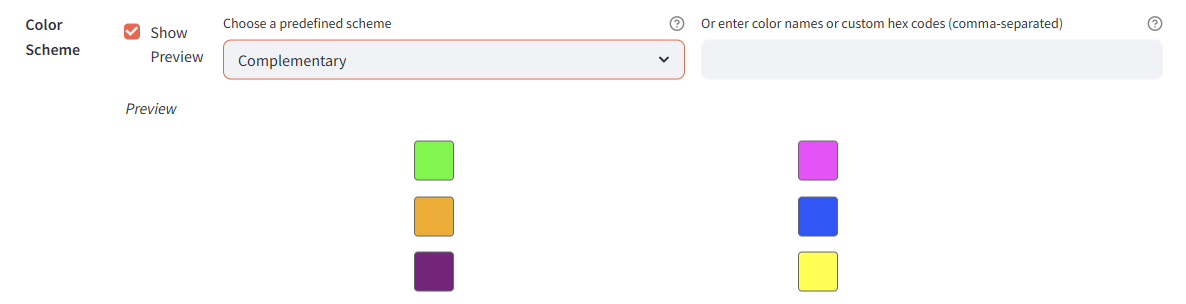 Color
Scheme
Show
Preview
Choose a predefined scheme
Complementary
Or enter color names or custom hex codes (comma-separated)
Preview